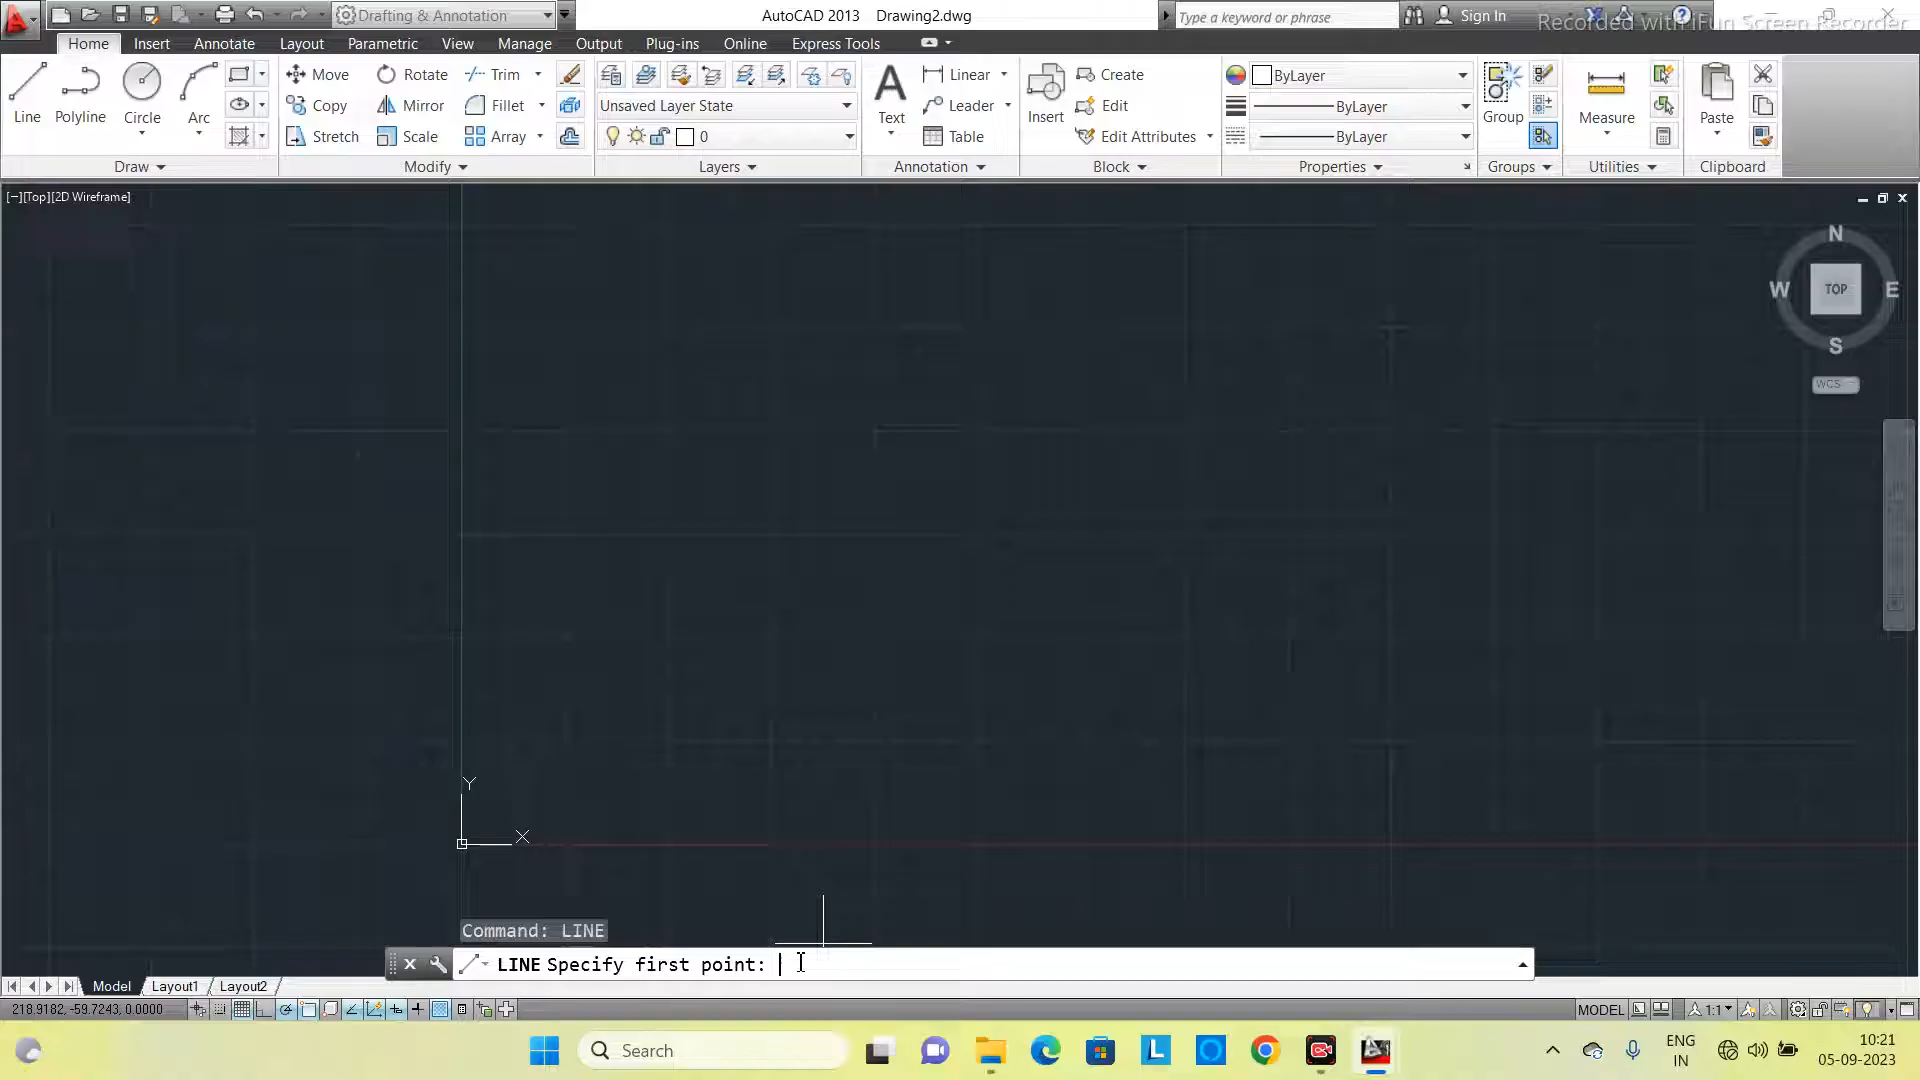 Drafting & Annotation
AutoCAD 2013 Drawing2.dwg
Type a keyword or phrase
Sign In
Recorded with iFun Screen Recorder
Home Insert Annotate Layout Parametric View Manage Output Plug-ins Online Express Tools
Move Rotate Trim
Copy Mirror Fillet
Stretch Scale Array
Line Polyline Circle Arc
Unsaved Layer State
0
Text
Linear
Leader
Table
Insert
Create
Edit
Edit Attributes
ByLayer
ByLayer
ByLayer
Group
Measure
Paste
Draw Modify Layers Annotation Block Properties Groups Utilities Clipboard
[−][Top][2D Wireframe]
N
W TOP E
S
WCS
Y
X
Command: LINE
LINE Specify first point:
Model Layout1 Layout2
218.9182, -59.7243, 0.0000
MODEL
1:1
Search
L
ENG
IN
10:21
05-09-2023